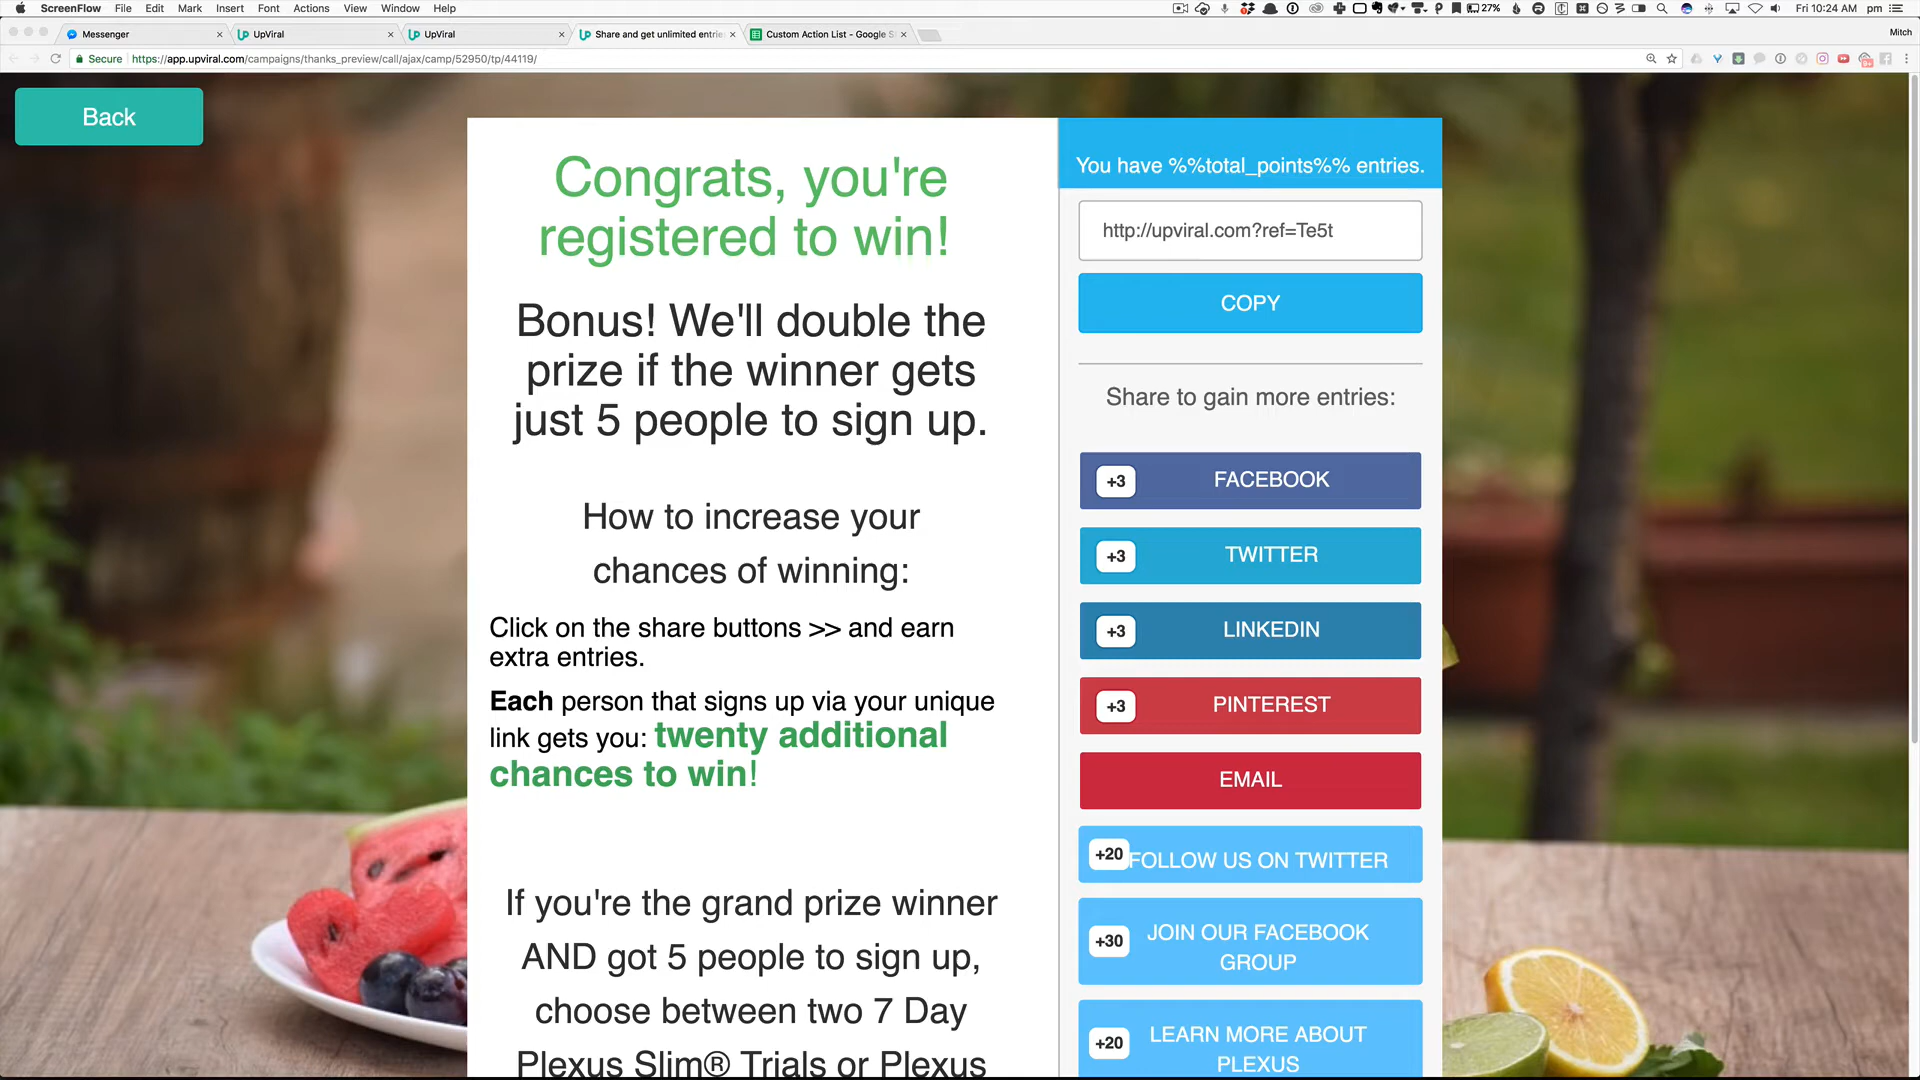 ScreenFlow File Edit Mark Insert Font Actions View Window Help
27% Fri 10:24 AM pm
Messenger
UpViral
UpViral
Share and get unlimited entrie
Custom Action List - Google S
Mitch
Secure https://app.upviral.com/campaigns/thanks_preview/call/ajax/camp/52950/tp/44119/
Back
Congrats, you're
registered to win!
Bonus! We'll double the
prize if the winner gets
just 5 people to sign up.
How to increase your
chances of winning:
Click on the share buttons >> and earn
extra entries.
Each person that signs up via your unique
link gets you: twenty additional
chances to win!
If you're the grand prize winner
AND got 5 people to sign up,
choose between two 7 Day
Plexus Slim® Trials or Plexus
You have %%total_points%% entries.
http://upviral.com?ref=Te5t
COPY
Share to gain more entries:
+3 FACEBOOK
+3 TWITTER
+3 LINKEDIN
+3 PINTEREST
EMAIL
+20 FOLLOW US ON TWITTER
+30 JOIN OUR FACEBOOK
GROUP
+20 LEARN MORE ABOUT
PLEXUS